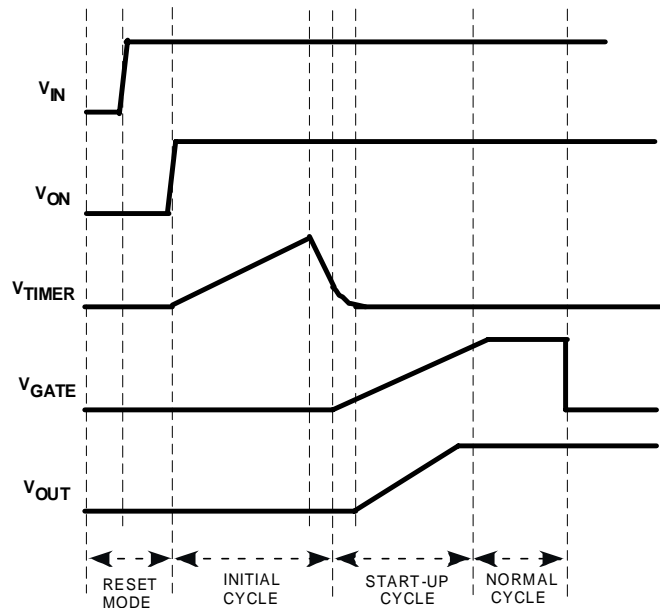 VIN
VON
VTIMER
VGATE
VOUT
RESET
MODE
INITIAL
CYCLE
START-UP
CYCLE
NORMAL
CYCLE